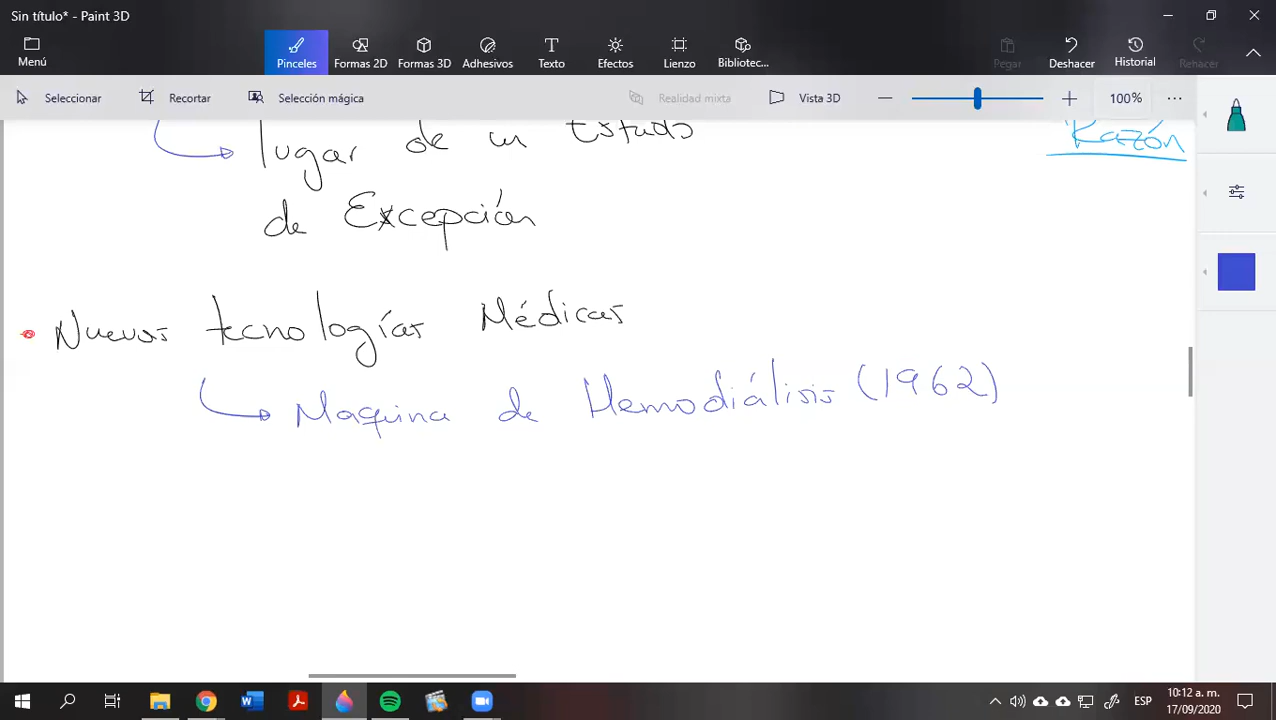 Sin título* - Paint 3D
Menú
Pinceles
Formas 2D
Formas 3D
Adhesivos
Texto
Efectos
Lienzo
Bibliotec...
Pegar
Deshacer
Historial
Rehacer
Seleccionar
Recortar
Selección mágica
Realidad mixta
Vista 3D
100%
lugar de un Estado
Razón
de Excepción
Nuevas tecnologías Médicas
Maquina de Hemodiálisis (1962)
ESP
10:12 a. m.
17/09/2020